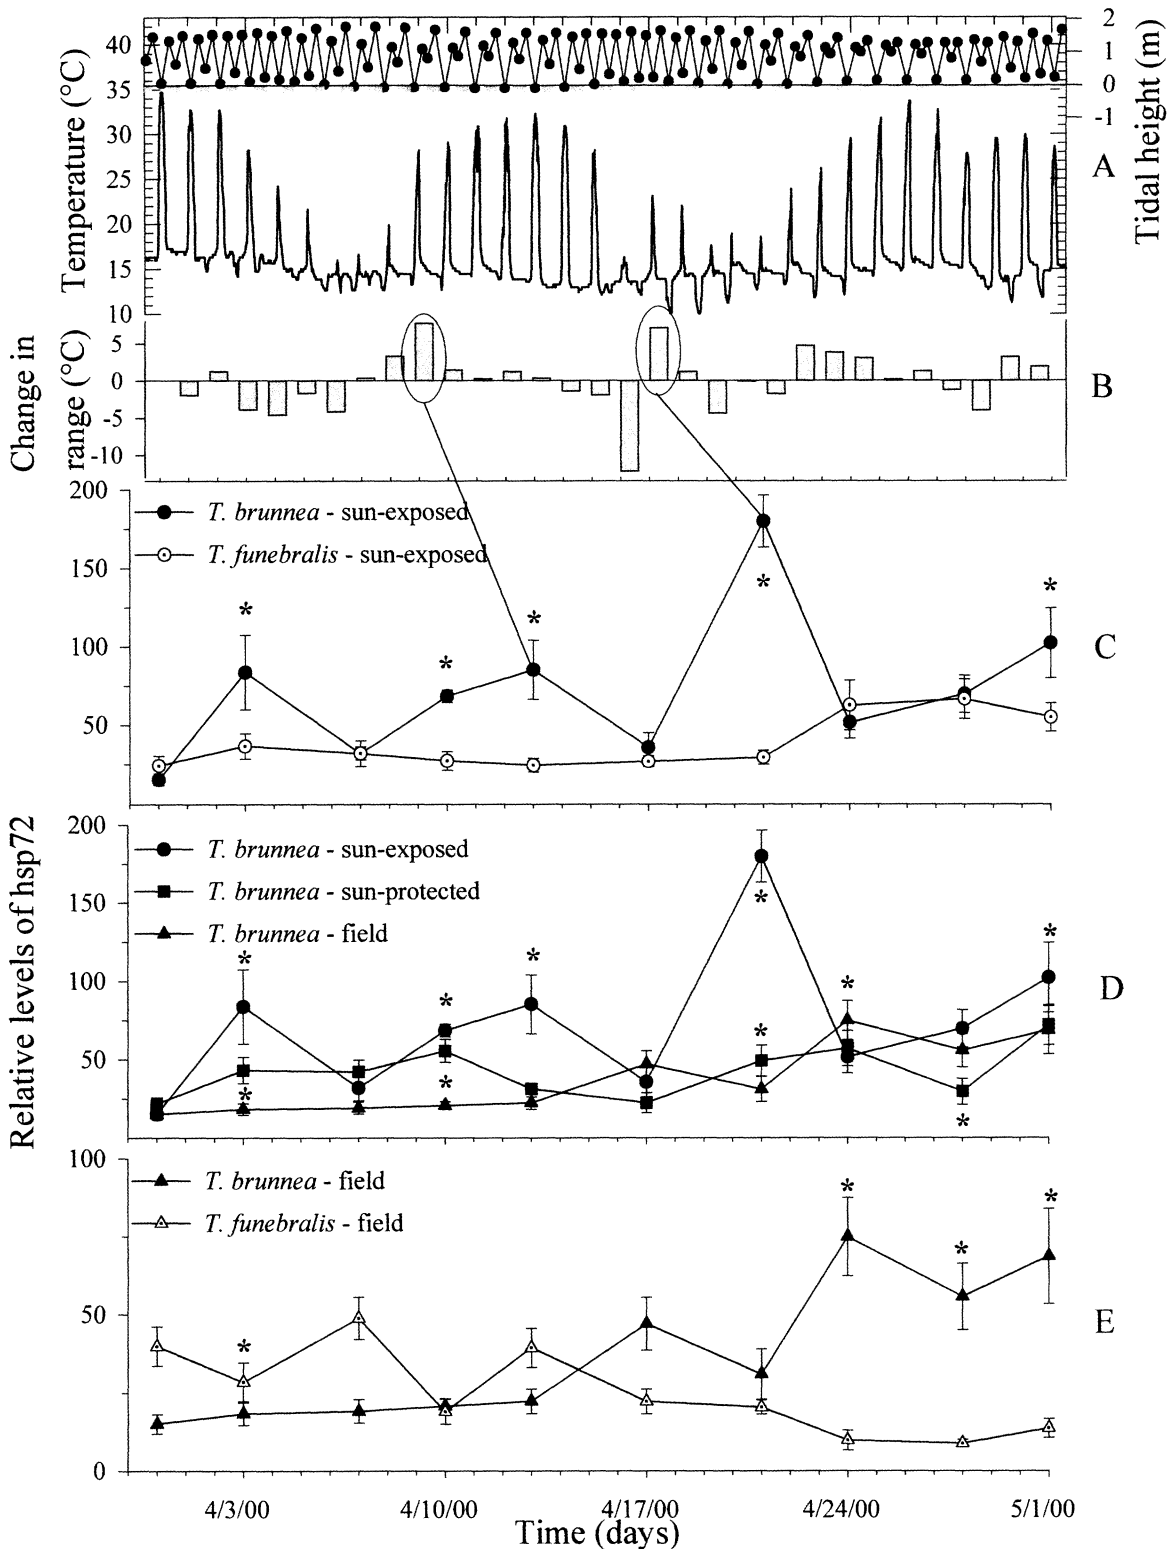 40
35
30
25
20
15
10
Temperature (°C)
2
1
0
-1
Tidal height (m)
A
Change in
range (°C)
5
0
-5
-10
B
200
150
100
50
T. brunnea - sun-exposed
T. funebralis - sun-exposed
* * * * *
C
Relative levels of hsp72
200
150
100
50
T. brunnea - sun-exposed
T. brunnea - sun-protected
T. brunnea - field
* * * * * * * * * *
D
100
50
0
T. brunnea - field
T. funebralis - field
* * * *
E
4/3/00 4/10/00 4/17/00 4/24/00 5/1/00
Time (days)